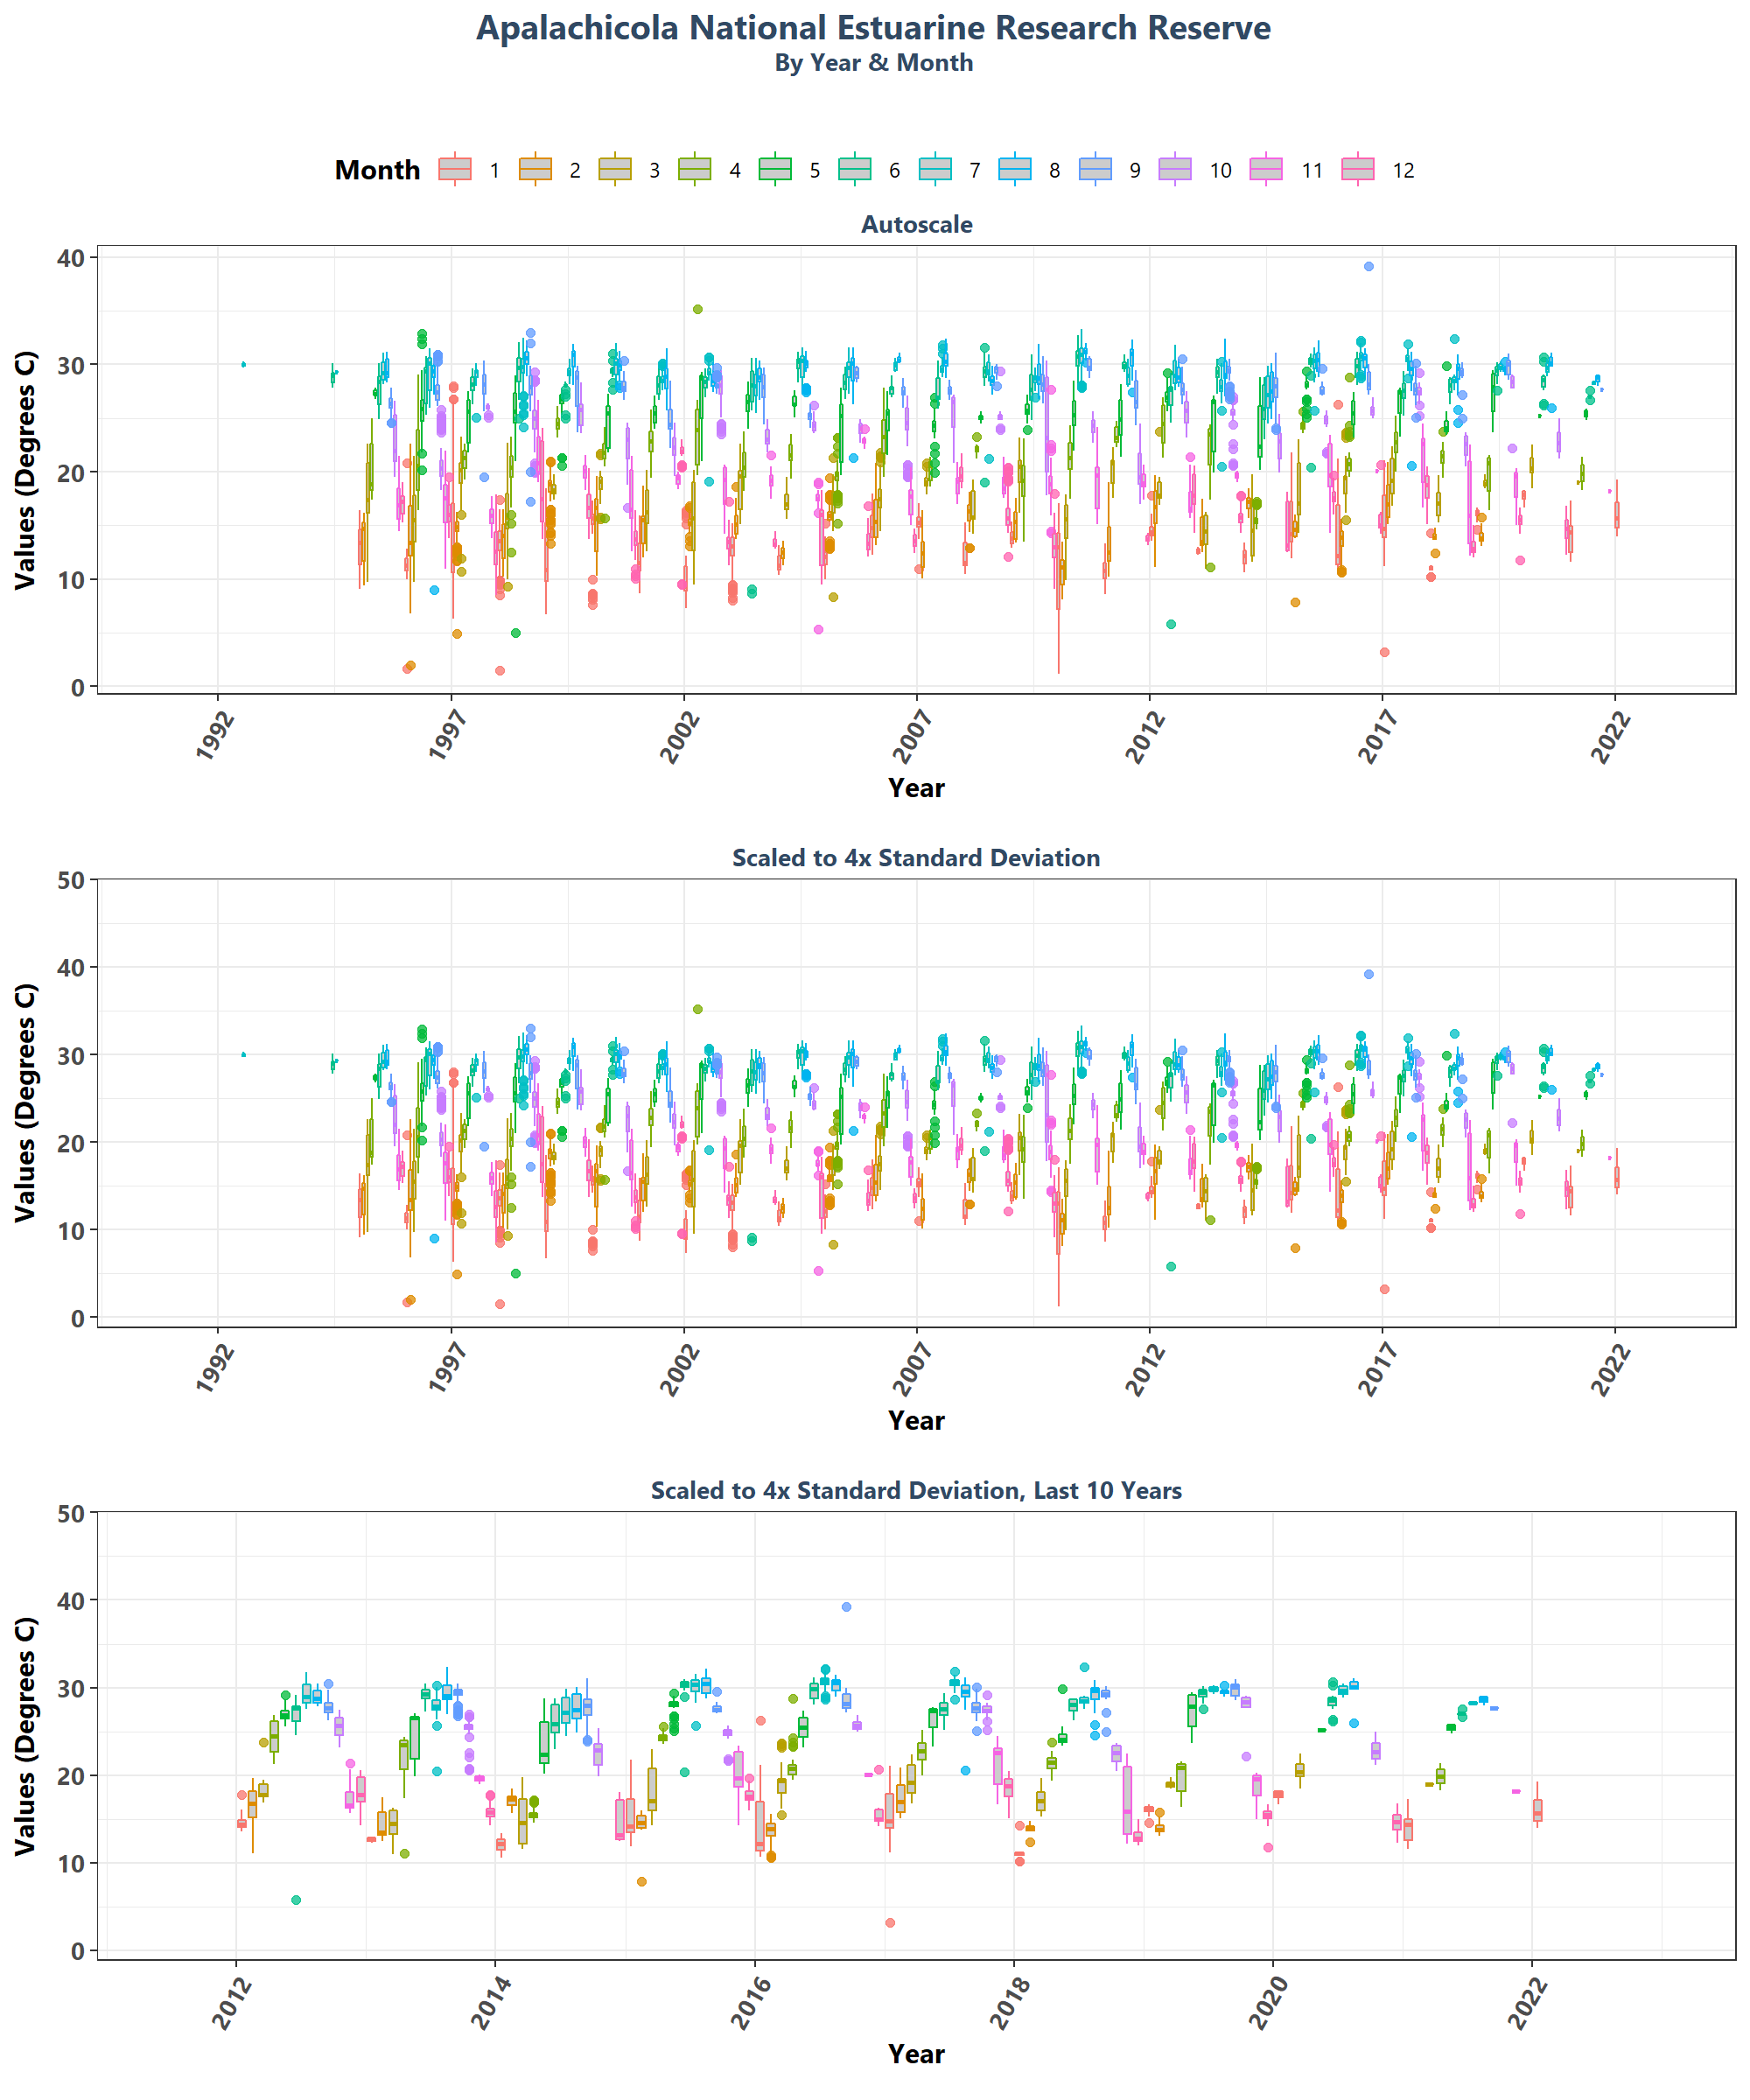 Apalachicola National Estuarine Research Reserve
By Year & Month
Month 1 2 3 4 5 6 7 8 9 10 11 12
Autoscale
Values (Degrees C)
40
30
20
10
0
1992 1997 2002 2007 2012 2017 2022
Year
Scaled to 4x Standard Deviation
Values (Degrees C)
50
40
30
20
10
0
1992 1997 2002 2007 2012 2017 2022
Year
Scaled to 4x Standard Deviation, Last 10 Years
Values (Degrees C)
50
40
30
20
10
0
2012 2014 2016 2018 2020 2022
Year